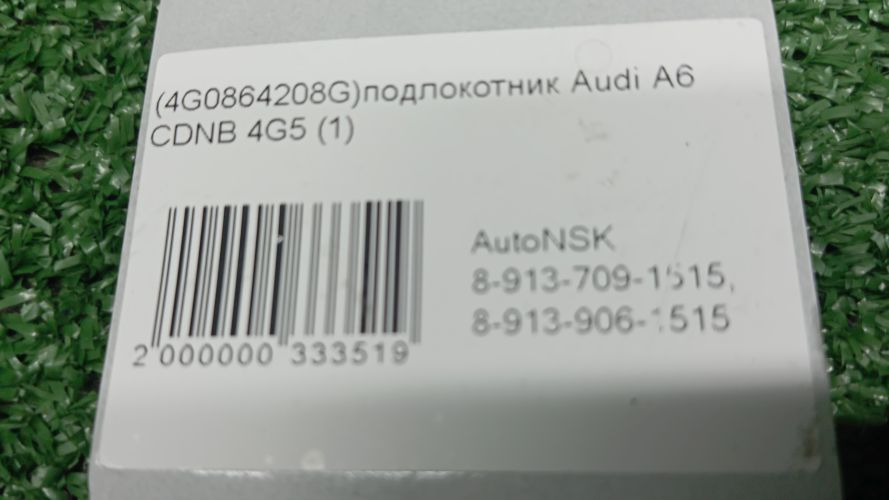 (4G0864208G)подлокотник Audi A6
CDNB 4G5 (1)
AutoNSK
8-913-709-1515,
8-913-906-1515
2 000000 333519